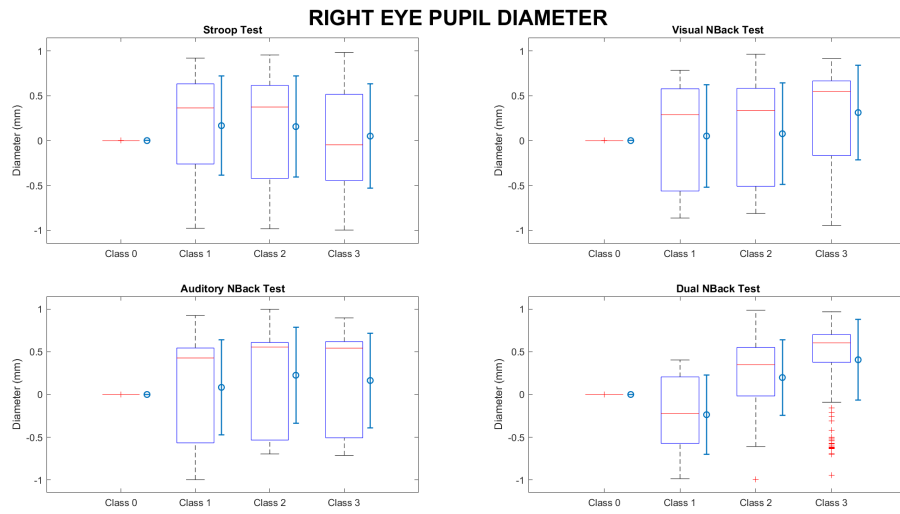 RIGHT EYE PUPIL DIAMETER
Stroop Test
Diameter (mm)
1
0.5
0
-0.5
-1
Class 0 Class 1 Class 2 Class 3
Visual NBack Test
Diameter (mm)
1
0.5
0
-0.5
-1
Class 0 Class 1 Class 2 Class 3
Auditory NBack Test
Diameter (mm)
1
0.5
0
-0.5
-1
Class 0 Class 1 Class 2 Class 3
Dual NBack Test
Diameter (mm)
1
0.5
0
-0.5
-1
Class 0 Class 1 Class 2 Class 3